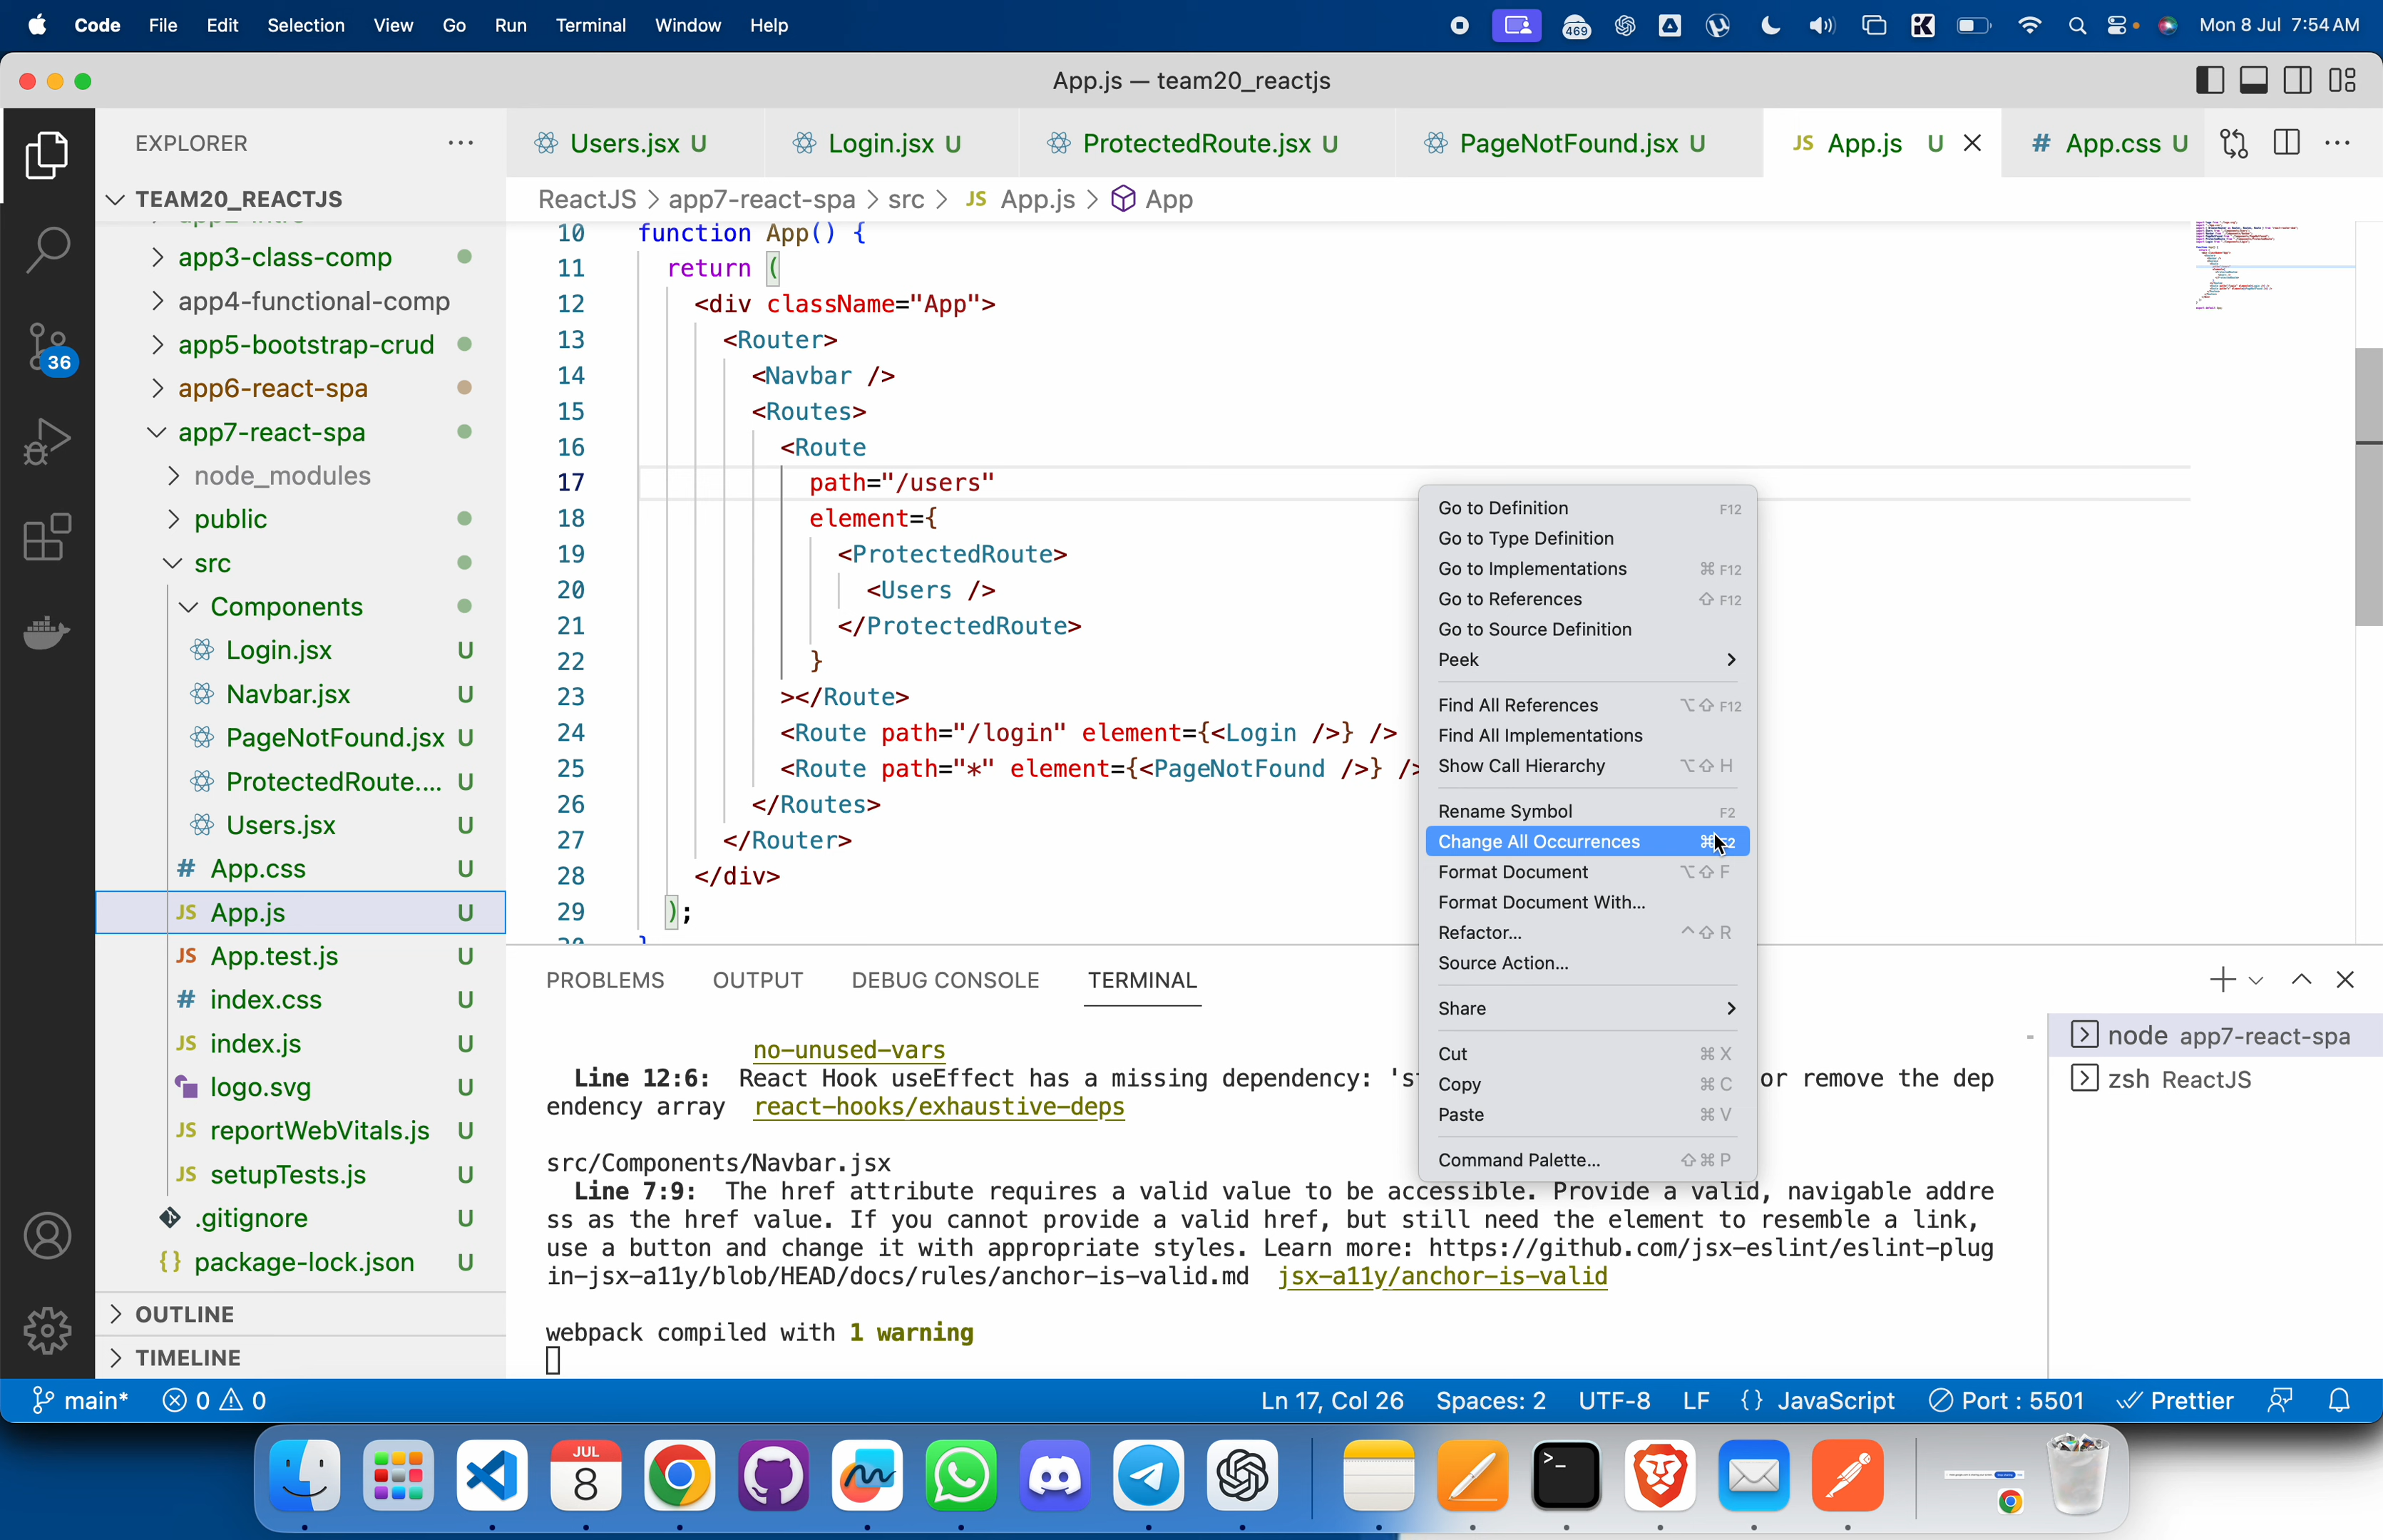 Code File Edit Selection View Go Run Terminal Window Help 469 Mon 8 Jul 7:54 AM
App.js — team20_reactjs
EXPLORER
TEAM20_REACTJS
app3-class-comp
app4-functional-comp
app5-bootstrap-crud
app6-react-spa
app7-react-spa
node_modules
public
src
Components
Login.jsx U
Navbar.jsx U
PageNotFound.jsx U
ProtectedRoute.... U
Users.jsx U
# App.css U
JS App.js U
JS App.test.js U
# index.css U
JS index.js U
logo.svg U
JS reportWebVitals.js U
JS setupTests.js U
.gitignore U
{} package-lock.json U
OUTLINE
TIMELINE
36
Users.jsx U Login.jsx U ProtectedRoute.jsx U PageNotFound.jsx U JS App.js U # App.css U
ReactJS > app7-react-spa > src > JS App.js > App
10 function App() {
11 return (
12 <div className="App">
13 <Router>
14 <Navbar />
15 <Routes>
16 <Route
17 path="/users"
18 element={
19 <ProtectedRoute>
20 <Users />
21 </ProtectedRoute>
22 }
23 ></Route>
24 <Route path="/login" element={<Login />} />
25 <Route path="*" element={<PageNotFound />} />
26 </Routes>
27 </Router>
28 </div>
29 );
Go to Definition F12
Go to Type Definition
Go to Implementations ⌘ F12
Go to References ⇧ F12
Go to Source Definition
Peek
Find All References ⌥⇧ F12
Find All Implementations
Show Call Hierarchy ⌥⇧ H
Rename Symbol F2
Change All Occurrences ⌘ F2
Format Document ⌥⇧ F
Format Document With...
Refactor... ^⇧ R
Source Action...
Share
Cut ⌘ X
Copy ⌘ C
Paste ⌘ V
Command Palette... ⇧⌘ P
PROBLEMS OUTPUT DEBUG CONSOLE TERMINAL
no-unused-vars
Line 12:6: React Hook useEffect has a missing dependency: 's or remove the dep
endency array react-hooks/exhaustive-deps
src/Components/Navbar.jsx
Line 7:9: The href attribute requires a valid value to be accessible. Provide a valid, navigable addre
ss as the href value. If you cannot provide a valid href, but still need the element to resemble a link,
use a button and change it with appropriate styles. Learn more: https://github.com/jsx-eslint/eslint-plug
in-jsx-a11y/blob/HEAD/docs/rules/anchor-is-valid.md jsx-a11y/anchor-is-valid
webpack compiled with 1 warning
node app7-react-spa
zsh ReactJS
main* 0 0 Ln 17, Col 26 Spaces: 2 UTF-8 LF {} JavaScript Port : 5501 Prettier
JUL
8